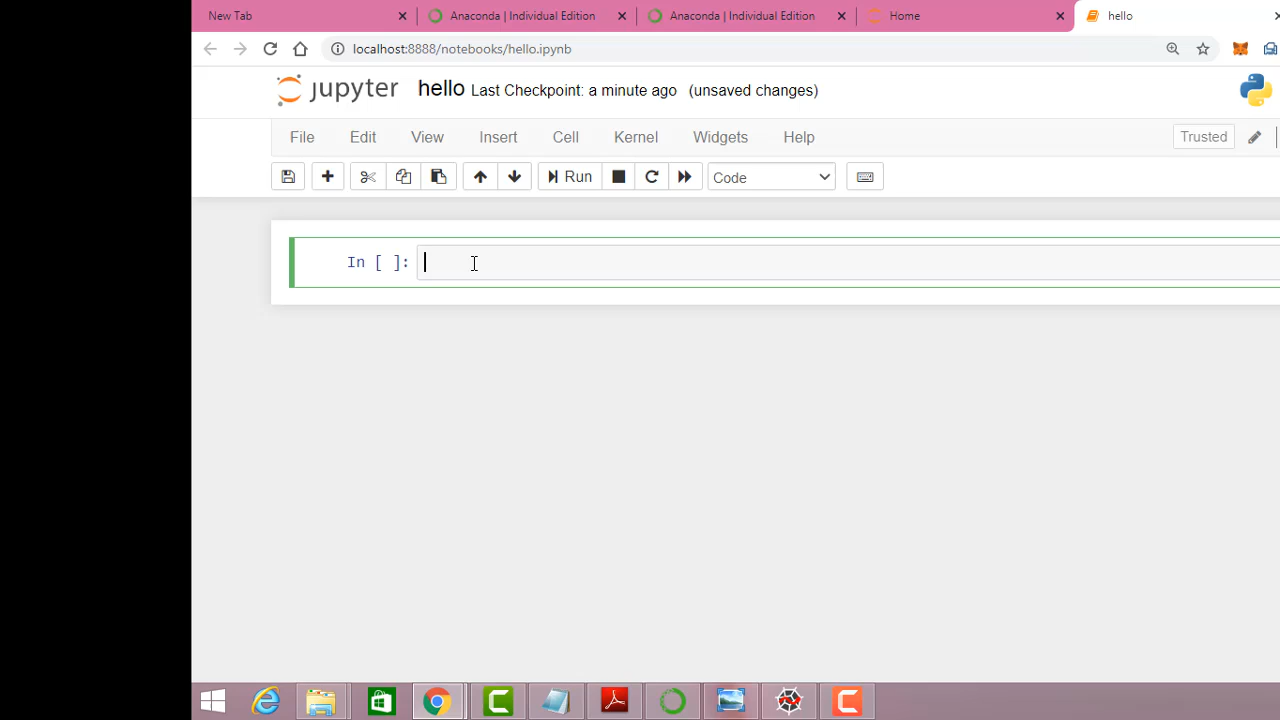 New Tab
Anaconda | Individual Edition
Anaconda | Individual Edition
Home
hello
localhost:8888/notebooks/hello.ipynb
jupyter hello Last Checkpoint: a minute ago (unsaved changes)
File Edit View Insert Cell Kernel Widgets Help Trusted
Run Code
In [ ]: